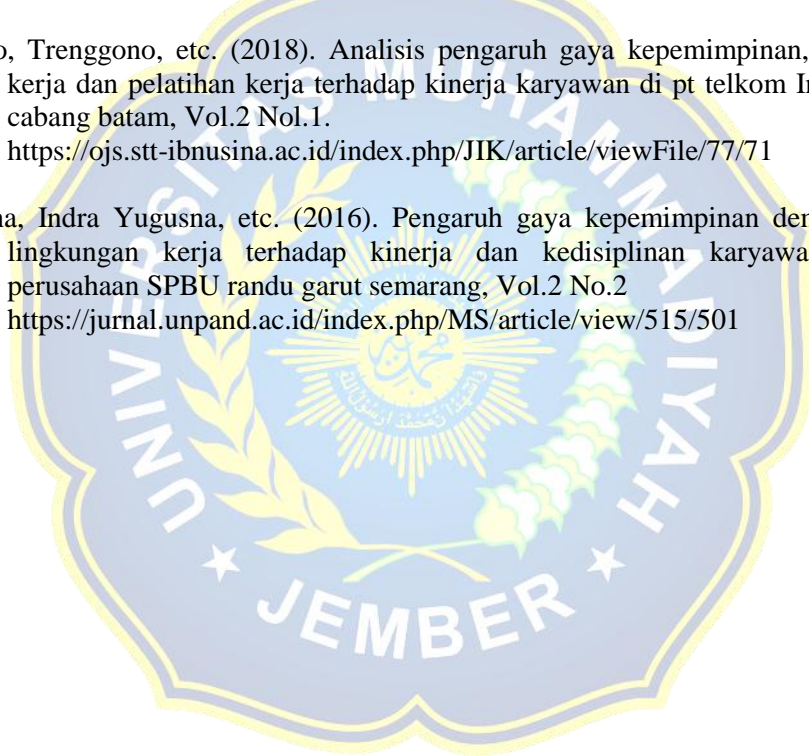 o, Trenggono, etc. (2018). Analisis pengaruh gaya kepemimpinan,
kerja dan pelatihan kerja terhadap kinerja karyawan di pt telkom In
cabang batam, Vol.2 Nol.1.
https://ojs.stt-ibnusina.ac.id/index.php/JIK/article/viewFile/77/71
na, Indra Yugusna, etc. (2016). Pengaruh gaya kepemimpinan den
lingkungan kerja terhadap kinerja dan kedisiplinan karyawa
perusahaan SPBU randu garut semarang, Vol.2 No.2
https://jurnal.unpand.ac.id/index.php/MS/article/view/515/501
UNIVERSITAS MUHAMMADIYAH
JEMBER